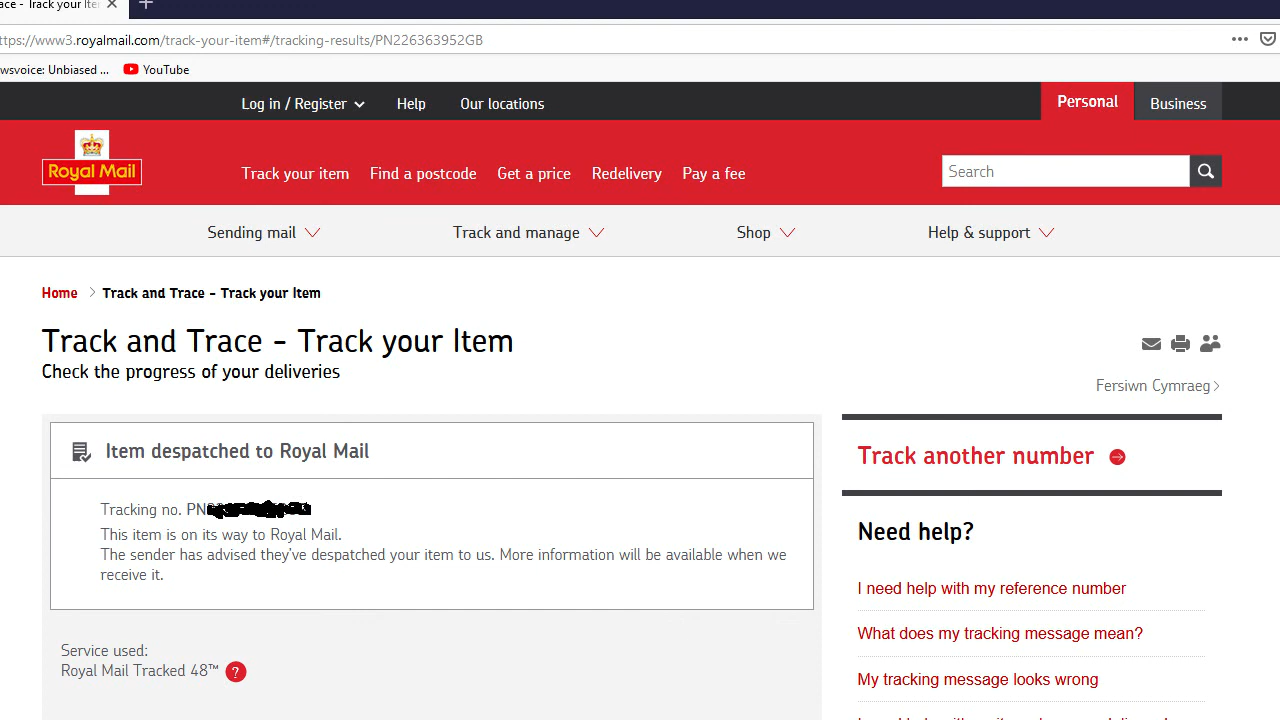 ace - Track your Ite
ttps://www3.royalmail.com/track-your-item#/tracking-results/PN226363952GB
wsvoice: Unbiased ... YouTube
Log in / Register Help Our locations Personal Business
Royal Mail Track your item Find a postcode Get a price Redelivery Pay a fee Search
Sending mail Track and manage Shop Help & support
Home Track and Trace - Track your Item
Track and Trace - Track your Item
Check the progress of your deliveries
Fersiwn Cymraeg
Item despatched to Royal Mail
Tracking no. PN
This item is on its way to Royal Mail.
The sender has advised they've despatched your item to us. More information will be available when we
receive it.
Service used:
Royal Mail Tracked 48™ ?
Track another number
Need help?
I need help with my reference number
What does my tracking message mean?
My tracking message looks wrong